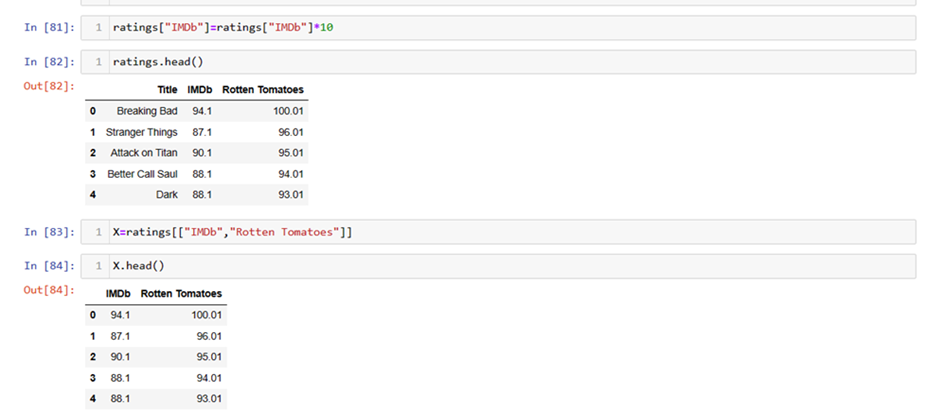 In [81]: 1 ratings["IMDb"]=ratings["IMDb"]*10
In [82]: 1 ratings.head()
Out[82]:
Title IMDb Rotten Tomatoes
0 Breaking Bad 94.1 100.01
1 Stranger Things 87.1 96.01
2 Attack on Titan 90.1 95.01
3 Better Call Saul 88.1 94.01
4 Dark 88.1 93.01
In [83]: 1 X=ratings[["IMDb","Rotten Tomatoes"]]
In [84]: 1 X.head()
Out[84]:
IMDb Rotten Tomatoes
0 94.1 100.01
1 87.1 96.01
2 90.1 95.01
3 88.1 94.01
4 88.1 93.01